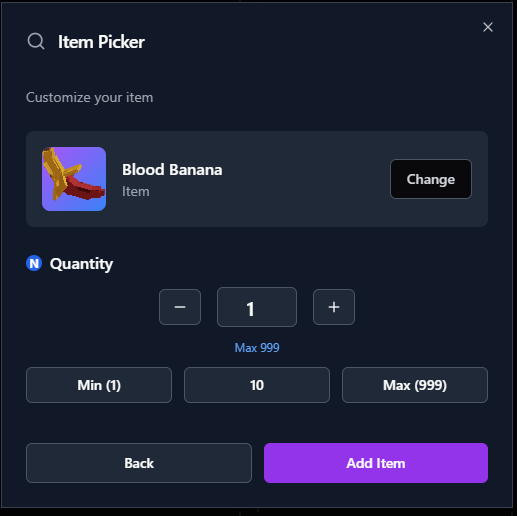 Item Picker
Customize your item
Blood Banana
Item
Change
N Quantity
1
Max 999
Min (1)
10
Max (999)
Back
Add Item